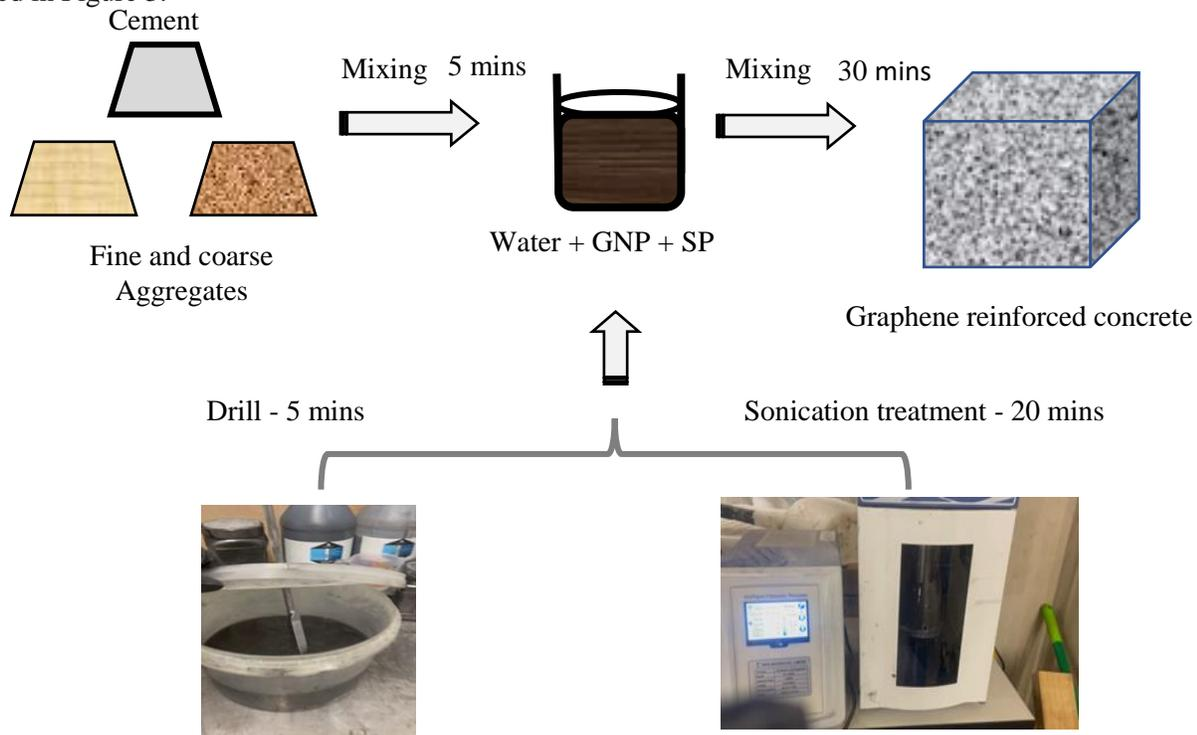 Cement
Mixing 5 mins
Mixing 30 mins
Fine and coarse
Aggregates
Water + GNP + SP
Graphene reinforced concrete
Drill - 5 mins
Sonication treatment - 20 mins